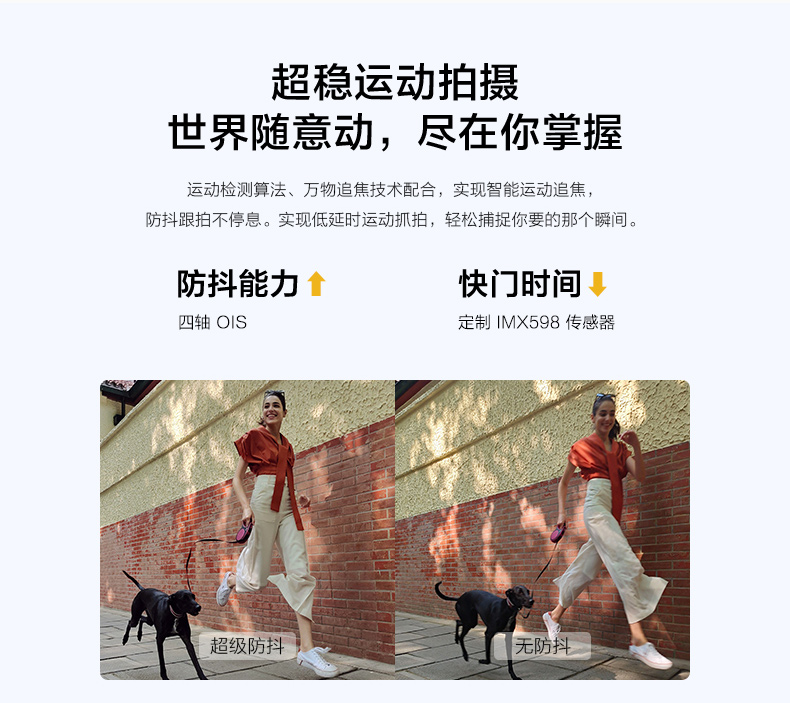 超稳运动拍摄
世界随意动，尽在你掌握
运动检测算法、万物追焦技术配合，实现智能运动追焦，
防抖跟拍不停息。实现低延时运动抓拍，轻松捕捉你要的那个瞬间。
防抖能力
快门时间
四轴 OIS
定制 IMX598 传感器
超级防抖
无防抖